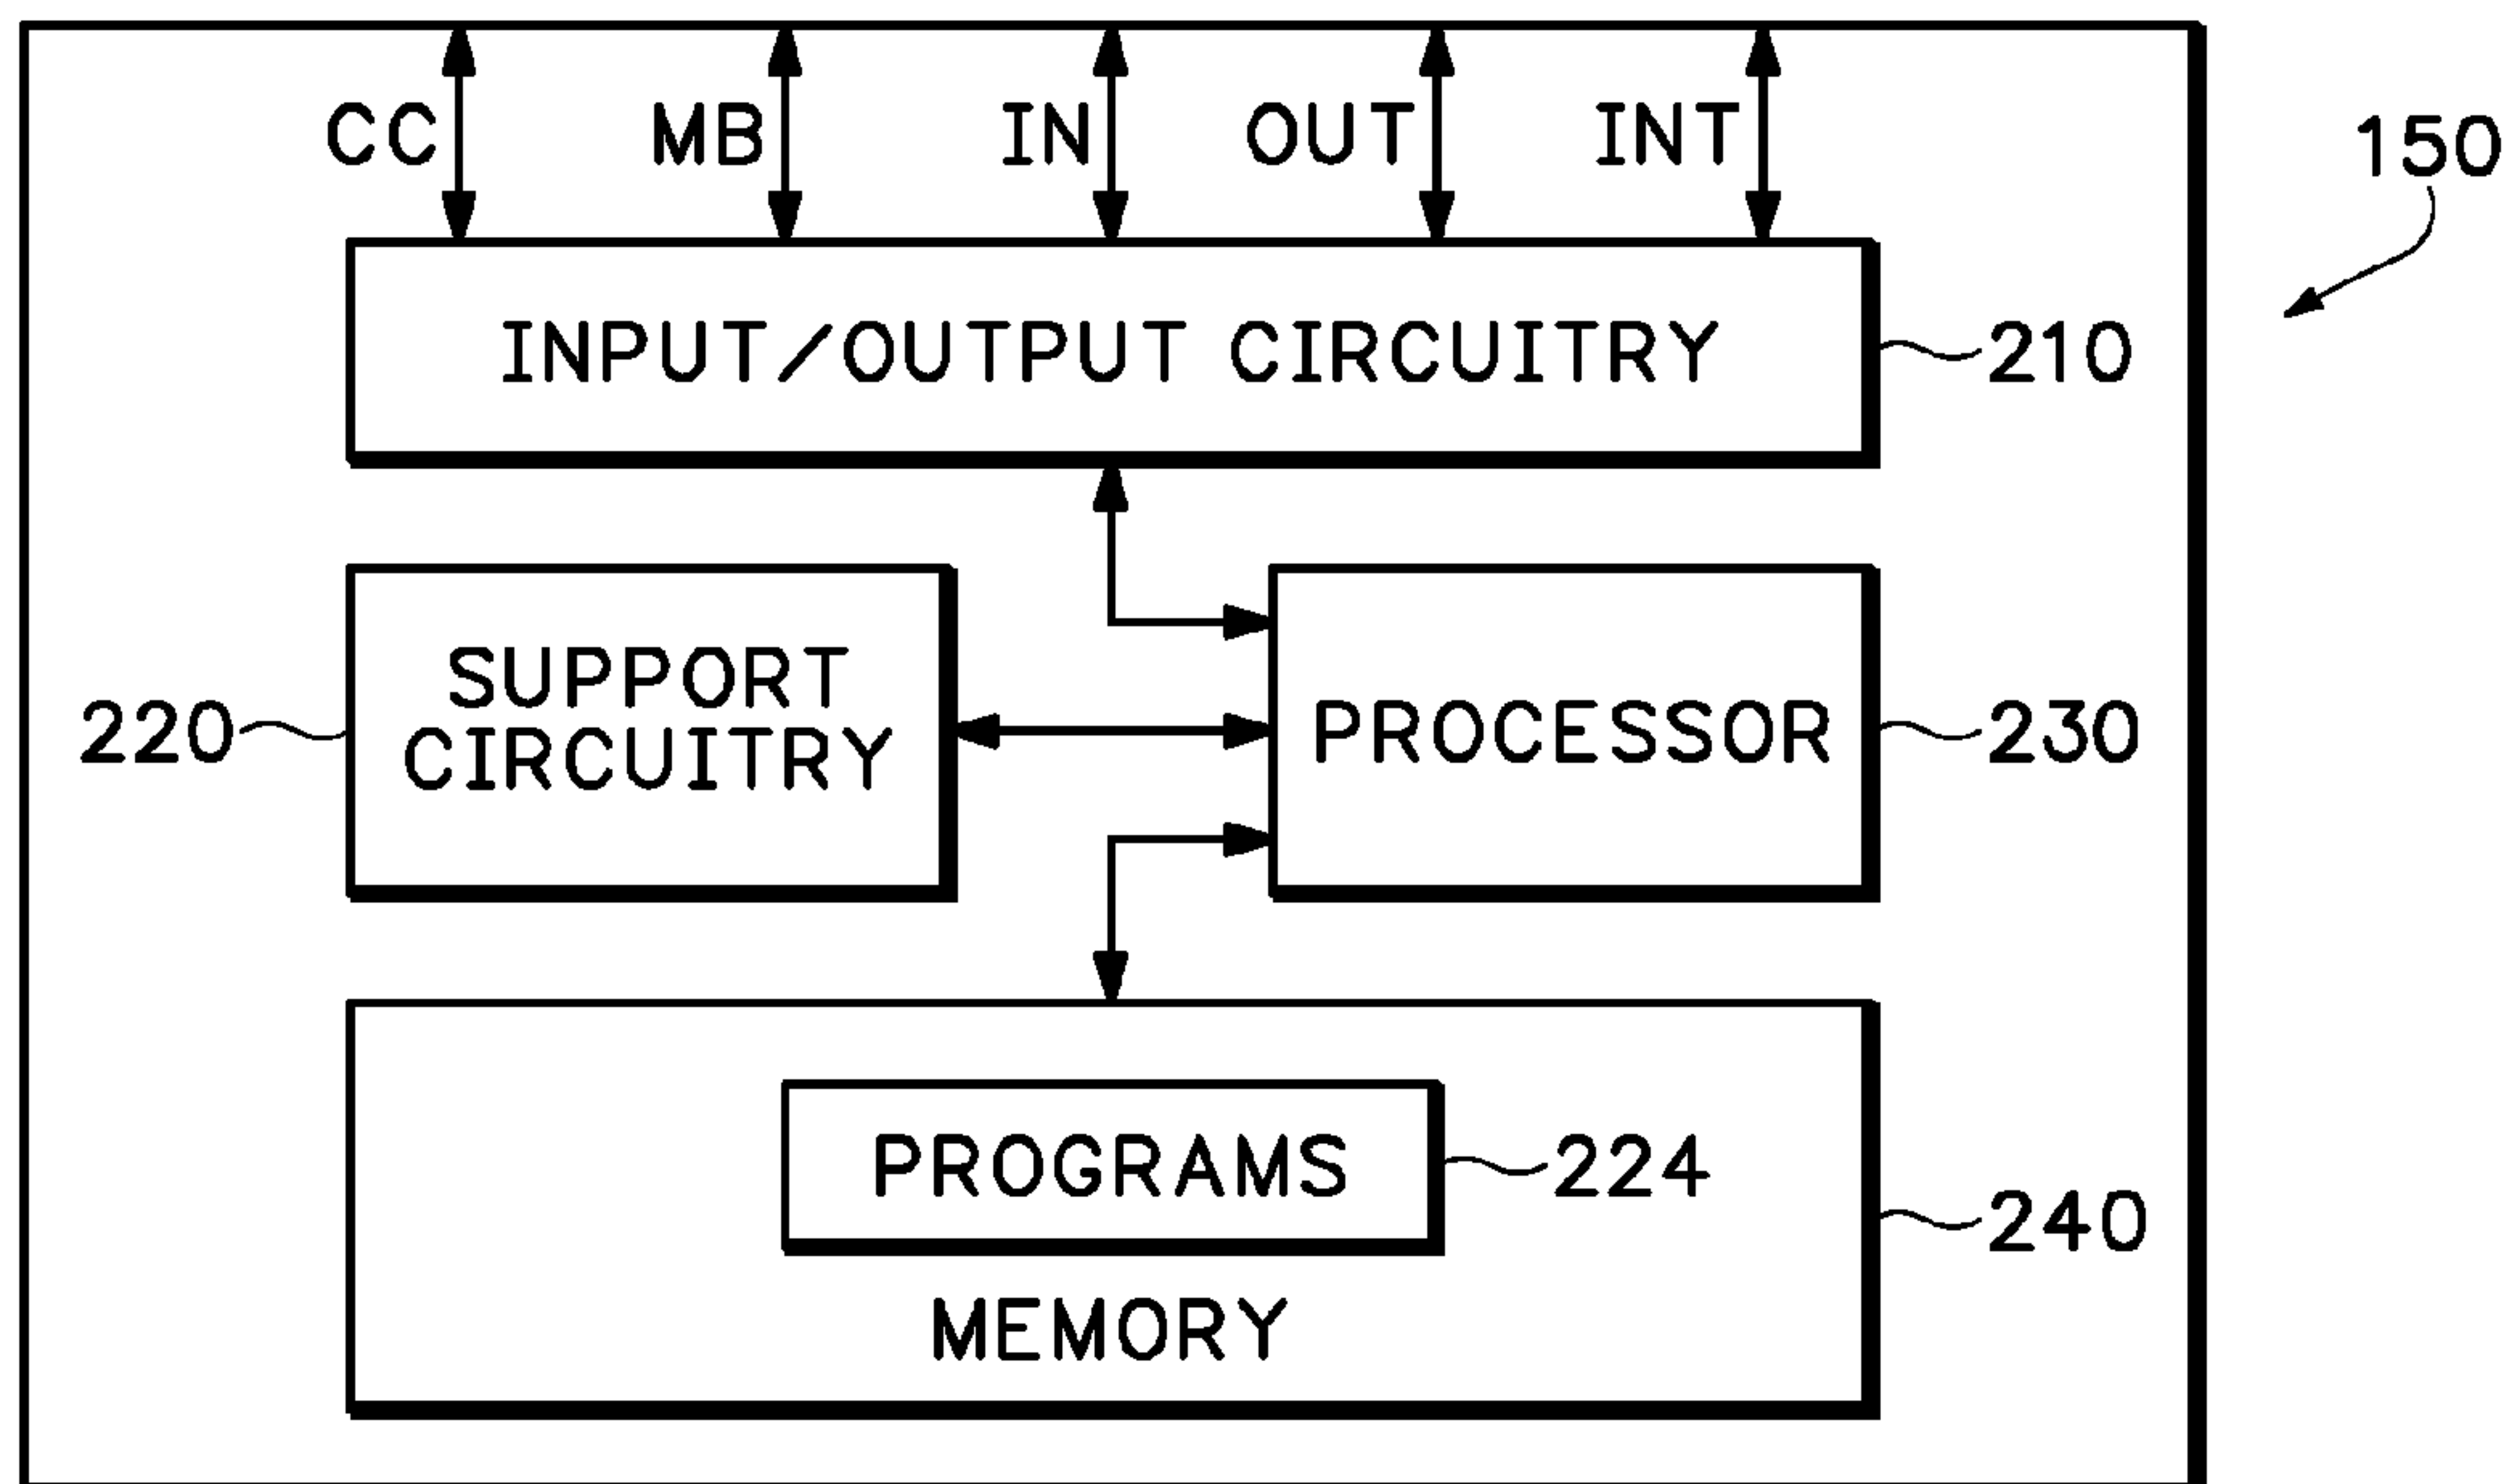 CC MB IN OUT INT
150
INPUT/OUTPUT CIRCUITRY
210
SUPPORT
CIRCUITRY
220
PROCESSOR
230
PROGRAMS
224
240
MEMORY